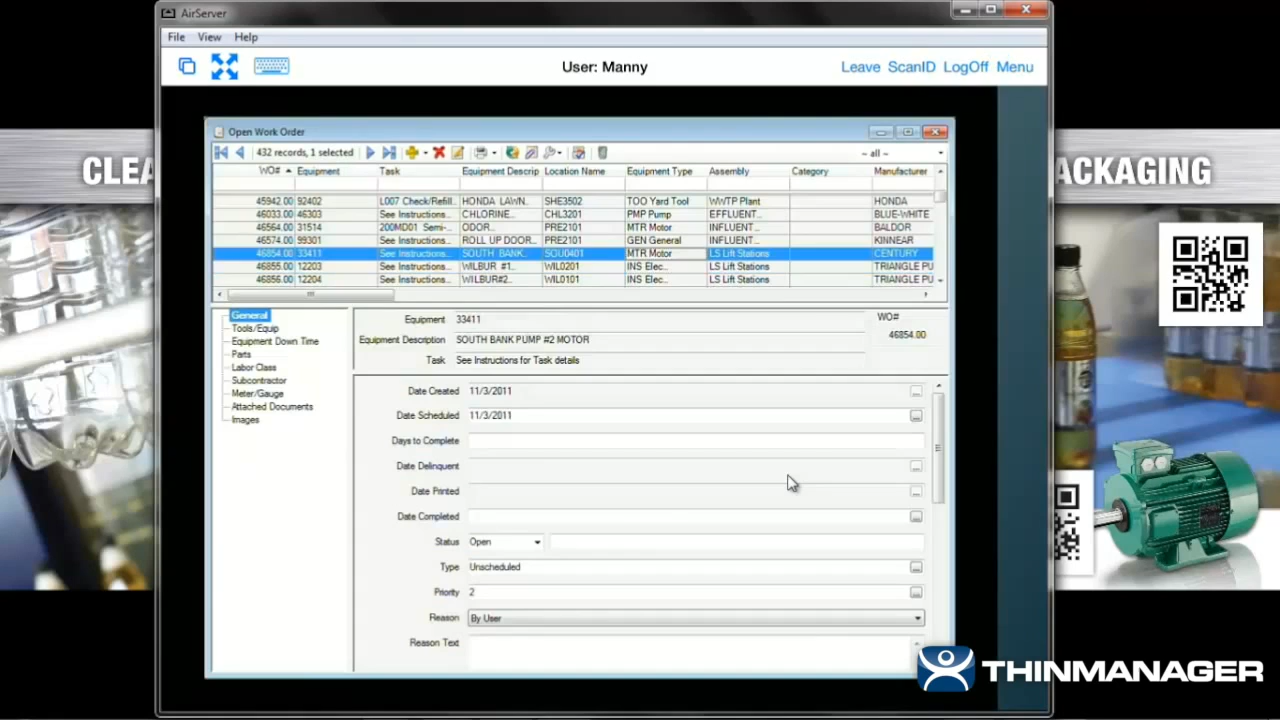 AirServer
File View Help
User: Manny
Leave ScanID LogOff Menu
CLEA
ACKAGING
Open Work Order
432 records, 1 selected
~ all ~
WO# Equipment Task Equipment Descrip Location Name Equipment Type Assembly Category Manufacturer
45942.00 92402 L007 Check/Refill.. HONDA LAWN.. SHE3502 TOO Yard Tool WWTP Plant HONDA
46033.00 46303 See Instructions.. CHLORINE.. CHL3201 PMP Pump EFFLUENT.. BLUE-WHITE
46564.00 31514 200MD01 Semi-.. ODOR.. PRE2101 MTR Motor INFLUENT.. BALDOR
46574.00 99301 See Instructions.. ROLL UP DOOR.. PRE2101 GEN General INFLUENT.. KINNEAR
46854.00 33411 See Instructions.. SOUTH BANK.. SOU0401 MTR Motor LS Lift Stations CENTURY
46855.00 12203 See Instructions.. WILBUR #1.. WIL0201 INS Elec.. LS Lift Stations TRIANGLE PU
46856.00 12204 See Instructions.. WILBUR#2.. WIL0101 INS Elec.. LS Lift Stations TRIANGLE PU
General
Tools/Equip
Equipment Down Time
Parts
Labor Class
Subcontractor
Meter/Gauge
Attached Documents
Images
Equipment 33411
WO#
46854.00
Equipment Description SOUTH BANK PUMP #2 MOTOR
Task See Instructions for Task details
Date Created 11/3/2011
Date Scheduled 11/3/2011
Days to Complete
Date Delinquent
Date Printed
Date Completed
Status Open
Type Unscheduled
Priority 2
Reason By User
Reason Text
THINMANAGER